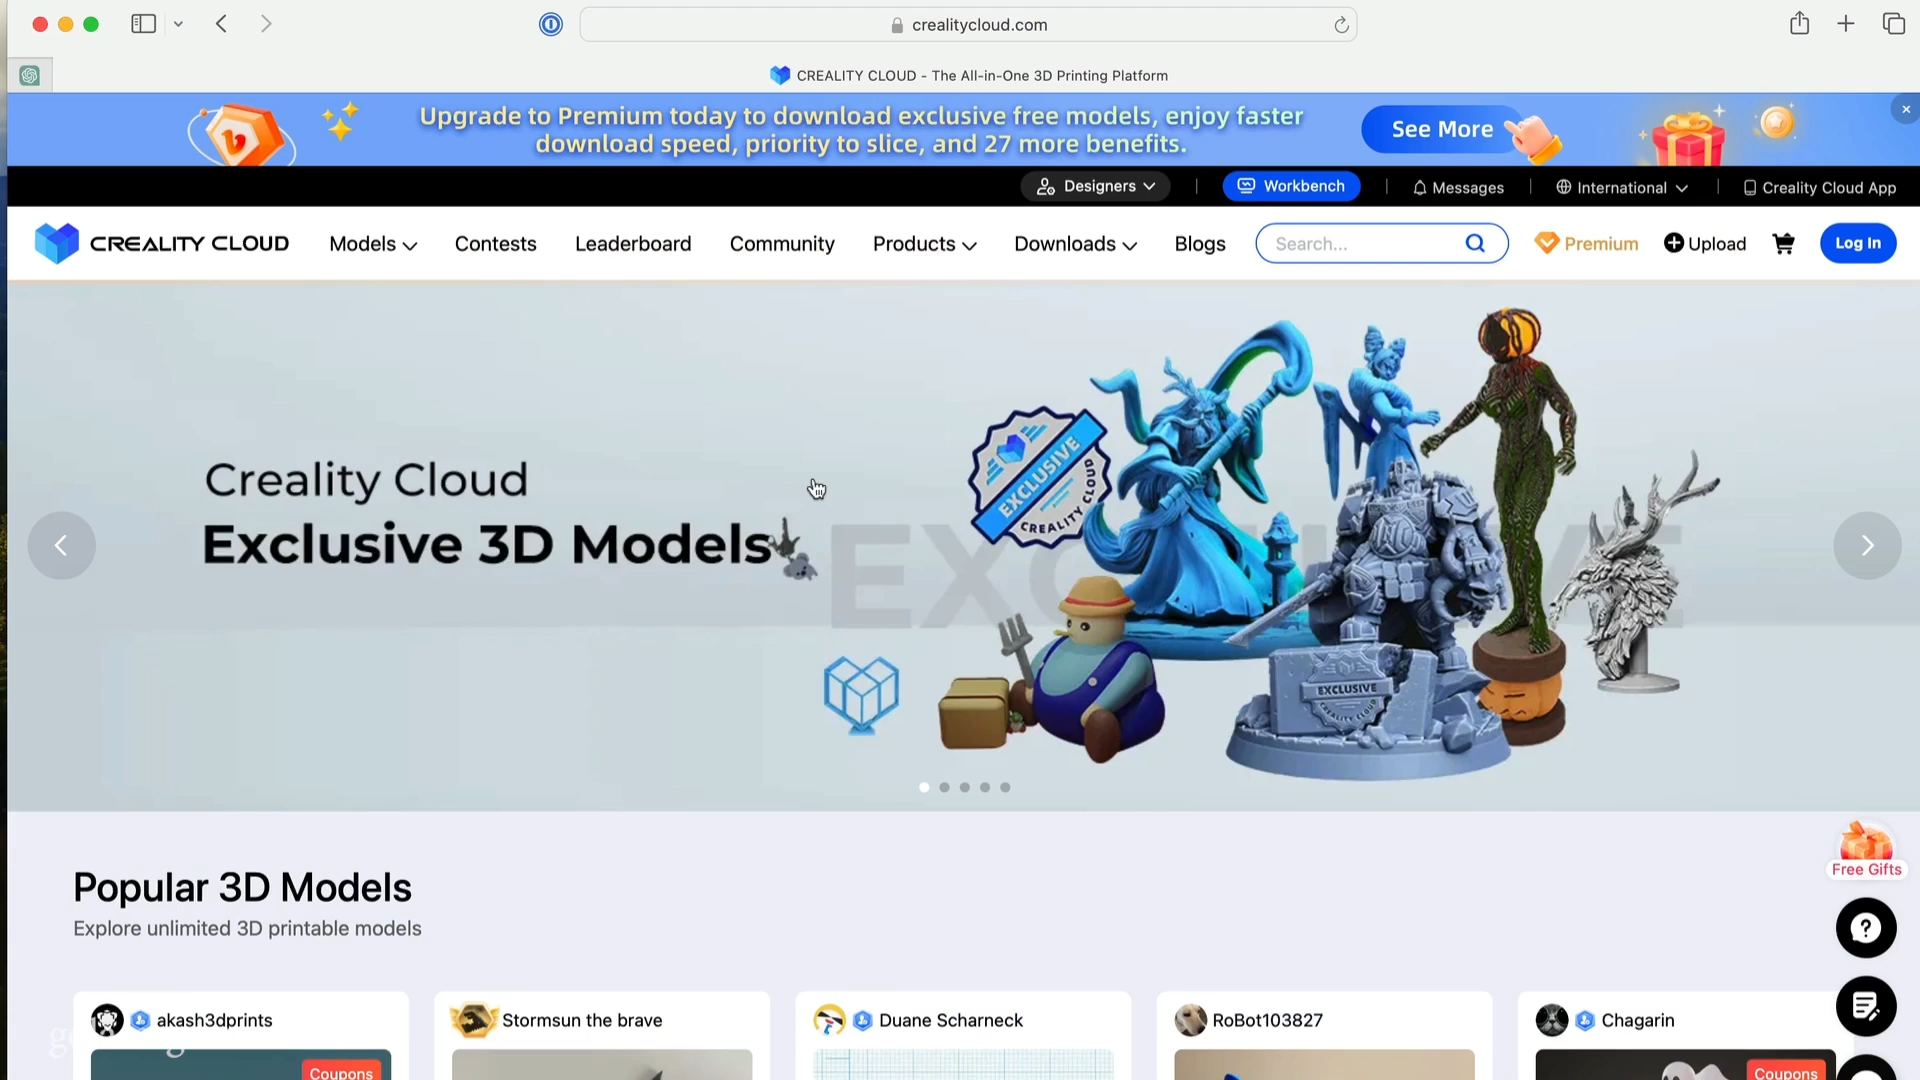 crealitycloud.com
CREALITY CLOUD - The All-in-One 3D Printing Platform
Upgrade to Premium today to download exclusive free models, enjoy faster
download speed, priority to slice, and 27 more benefits.
See More
Designers
Workbench
Messages
International
Creality Cloud App
CREALITY CLOUD
Models
Contests
Leaderboard
Community
Products
Downloads
Blogs
Search...
Premium
Upload
Log In
Creality Cloud
Exclusive 3D Models
EXCLUSIVE
CREALITY CLOUD
EXCLUSIVE
CREALITY CLOUD
Popular 3D Models
Explore unlimited 3D printable models
Free Gifts
akash3dprints
Stormsun the brave
Duane Scharneck
RoBot103827
Chagarin
Coupons
Coupons